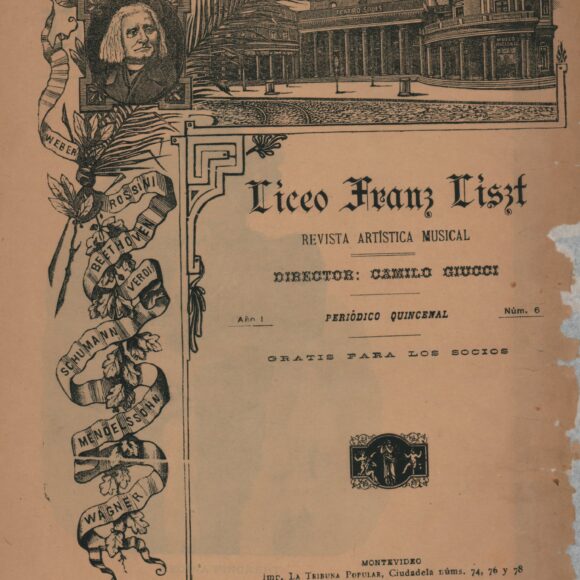 TEATRO SOLIS
WEBER
ROSSINI
BEETHOVEN
VERDI
SCHUMANN
MENDELSSOHN
WAGNER
Liceo Franz Liszt
REVISTA ARTÍSTICA MUSICAL
DIRECTOR: CAMILO GIUCCI
Año I
PERIÓDICO QUINCENAL
Núm. 6
GRATIS PARA LOS SOCIOS
MONTEVIDEO
Imp. LA TRIBUNA POPULAR, Ciudadela núms. 74, 76 y 78